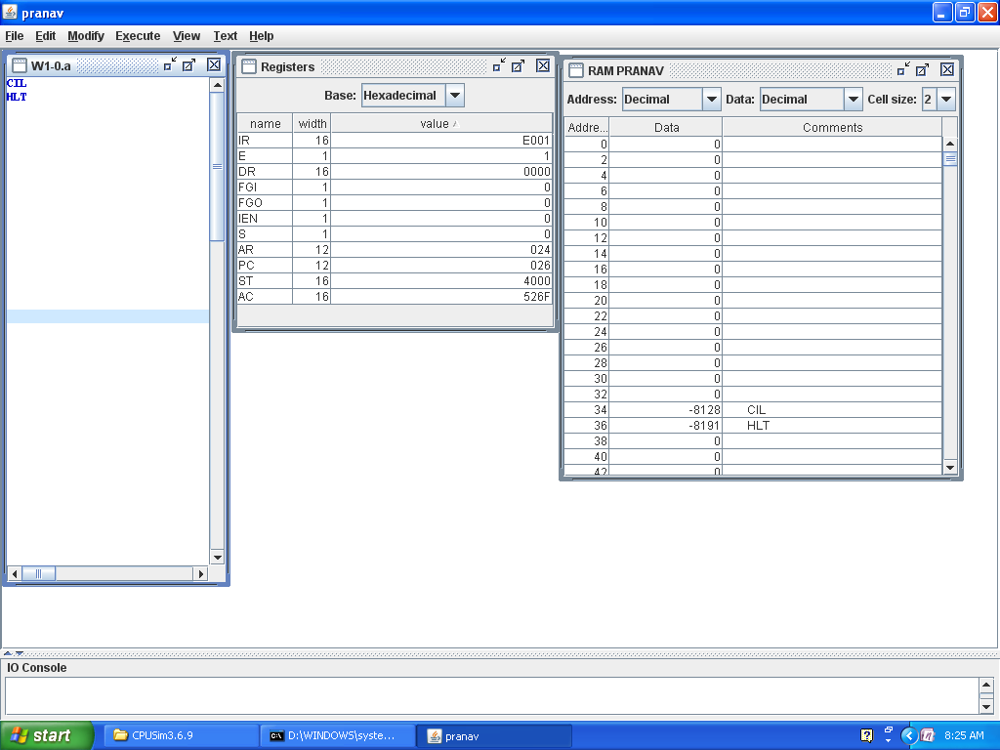 pranav
File Edit Modify Execute View Text Help
W1-0.a
CIL
HLT
Registers
Base: Hexadecimal
name width value
IR 16 E001
E 1 1
DR 16 0000
FGI 1 0
FGO 1 0
IEN 1 0
S 1 0
AR 12 024
PC 12 026
ST 16 4000
AC 16 526F
RAM PRANAV
Address: Decimal Data: Decimal Cell size: 2
Addre... Data Comments
0 0
2 0
4 0
6 0
8 0
10 0
12 0
14 0
16 0
18 0
20 0
22 0
24 0
26 0
28 0
30 0
32 0
34 -8128 CIL
36 -8191 HLT
38 0
40 0
42 0
IO Console
start CPUSim3.6.9 D:\WINDOWS\syste... pranav 8:25 AM